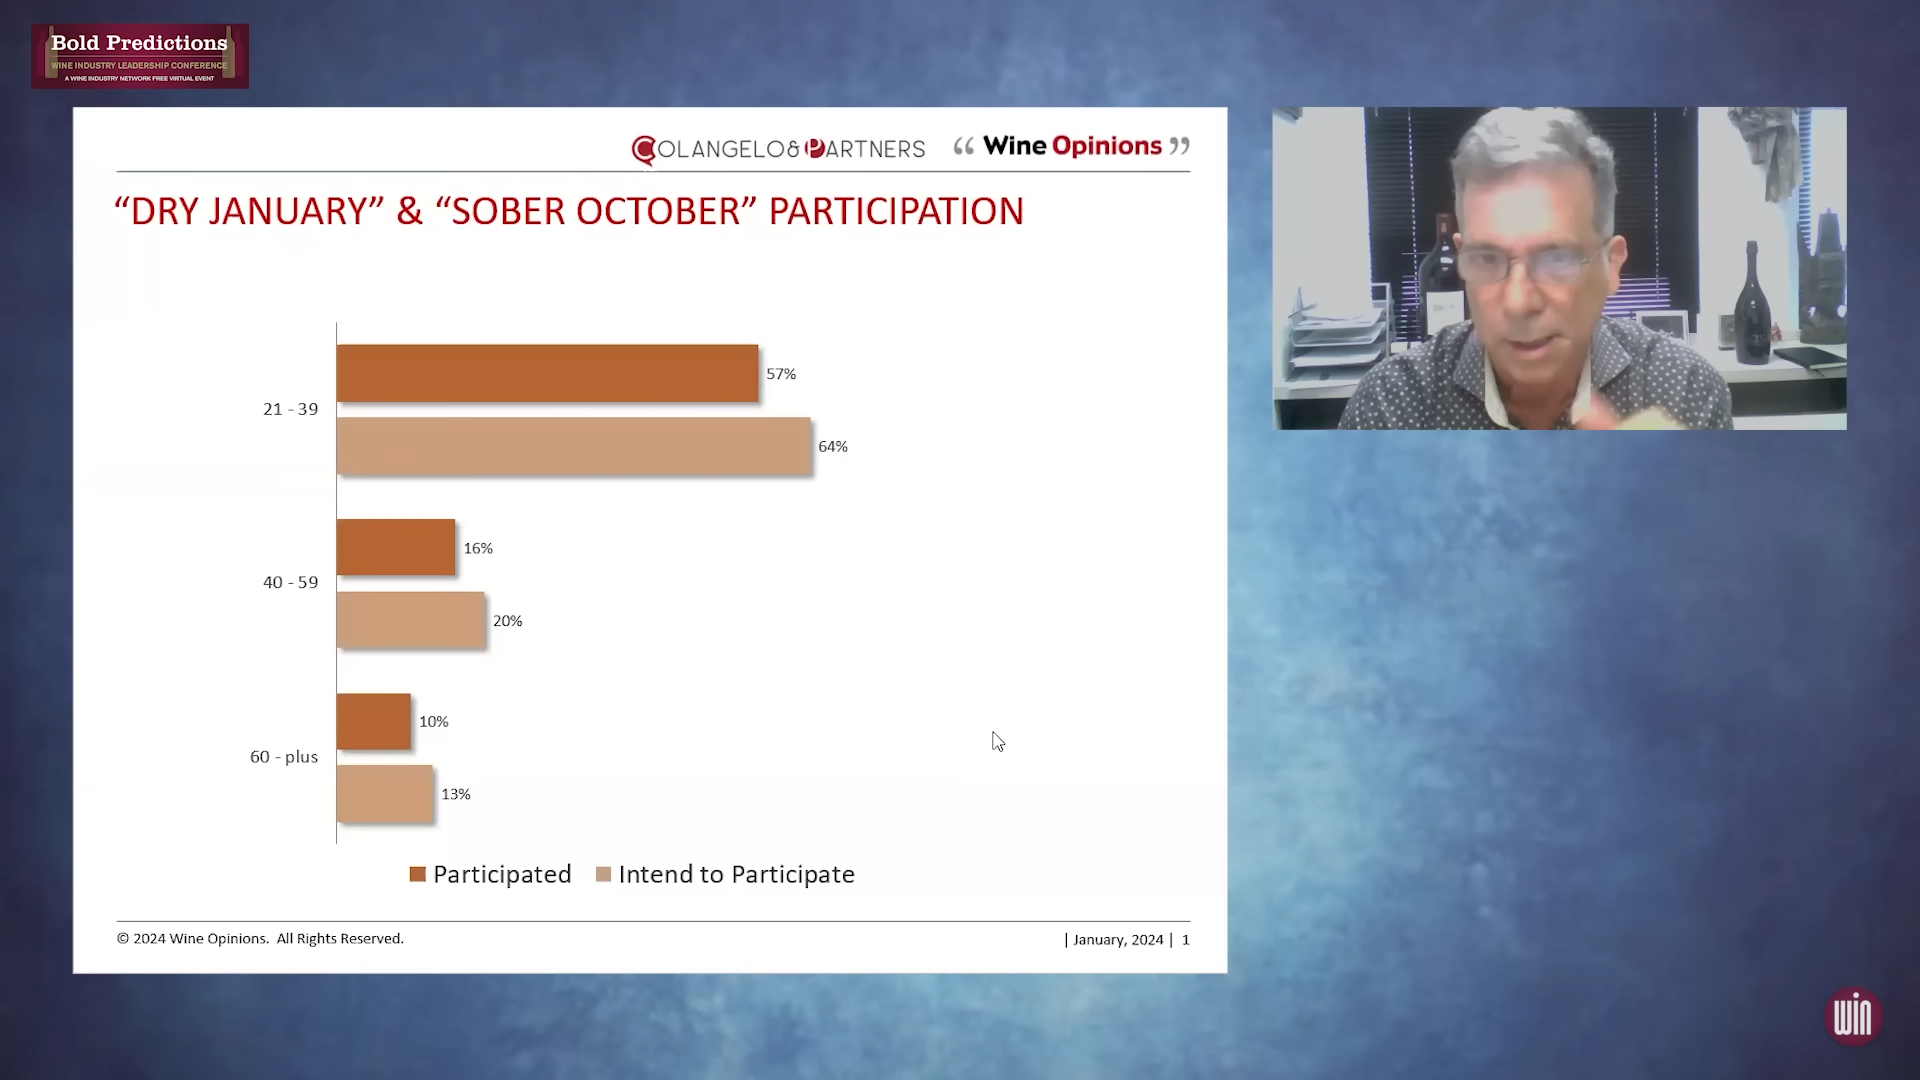 Bold Predictions
WINE INDUSTRY LEADERSHIP CONFERENCE
A WINE INDUSTRY NETWORK FREE VIRTUAL EVENT
COLANGELO & PARTNERS
“ Wine Opinions ”
“DRY JANUARY” & “SOBER OCTOBER” PARTICIPATION
57%
21 - 39
64%
16%
40 - 59
20%
10%
60 - plus
13%
Participated
Intend to Participate
© 2024 Wine Opinions. All Rights Reserved.
| January, 2024 | 1
win